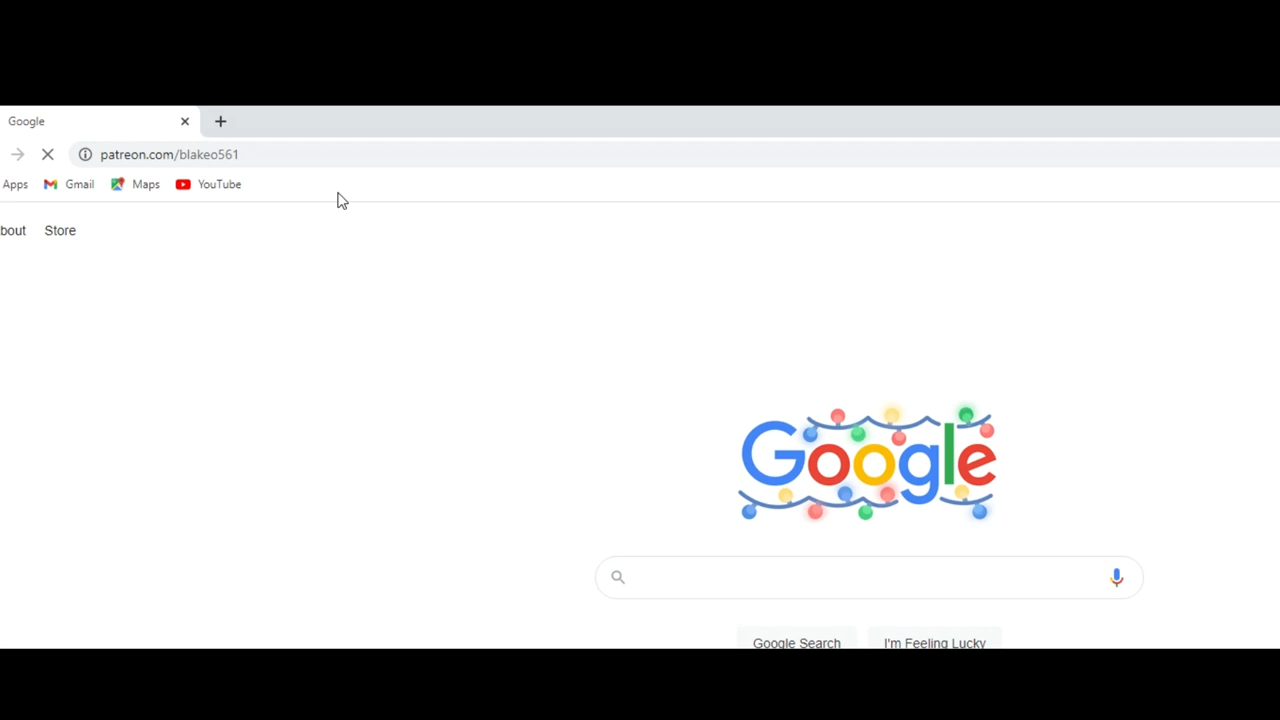 Google
patreon.com/blakeo561
Apps Gmail Maps YouTube
bout Store
Google
Google Search I'm Feeling Lucky